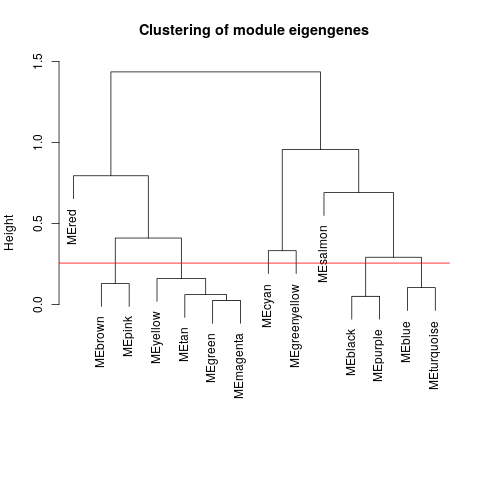 Clustering of module eigengenes
Height
1.5
1.0
0.5
0.0
MEred
MEbrown
MEpink
MEyellow
MEtan
MEgreen
MEmagenta
MEcyan
MEgreenyellow
MEsalmon
MEblack
MEpurple
MEblue
MEturquoise